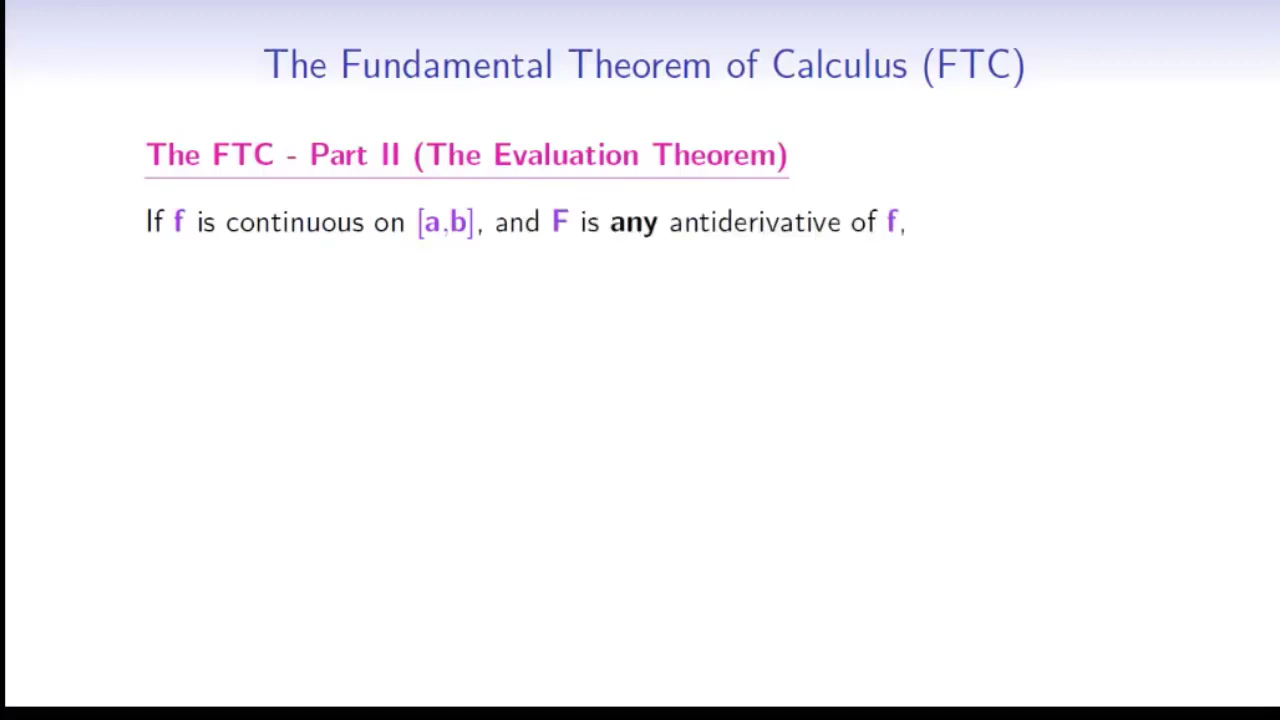 The Fundamental Theorem of Calculus (FTC)
The FTC - Part II (The Evaluation Theorem)
If f is continuous on [a,b], and F is any antiderivative of f,